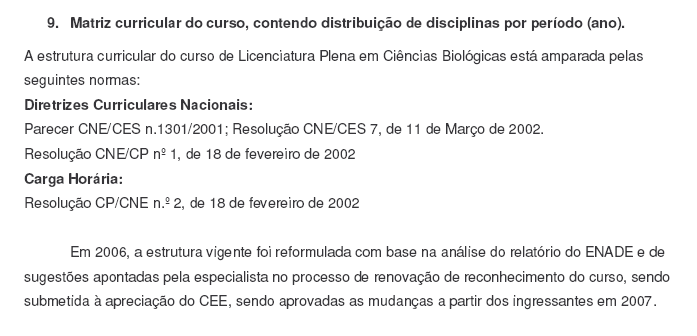 9. Matriz curricular do curso, contendo distribuição de disciplinas por período (ano).
A estrutura curricular do curso de Licenciatura Plena em Ciências Biológicas está amparada pelas
seguintes normas:
Diretrizes Curriculares Nacionais:
Parecer CNE/CES n.1301/2001; Resolução CNE/CES 7, de 11 de Março de 2002.
Resolução CNE/CP nº 1, de 18 de fevereiro de 2002
Carga Horária:
Resolução CP/CNE n.º 2, de 18 de fevereiro de 2002
Em 2006, a estrutura vigente foi reformulada com base na análise do relatório do ENADE e de
sugestões apontadas pela especialista no processo de renovação de reconhecimento do curso, sendo
submetida à apreciação do CEE, sendo aprovadas as mudanças a partir dos ingressantes em 2007.